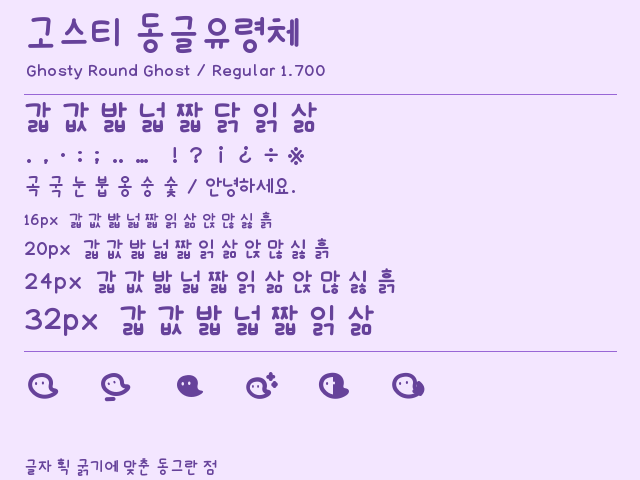 고스티 동글유령체
Ghosty Round Ghost / Regular 1.700
갋 값 밟 넓 짧 닭 읽 삶
. , · : ; .. … ! ? ¡ ¿ ÷ ※
곡 국 눈 붑 옹 숭 숯 / 안녕하세요.
16px 갋 값 밟 넓 짧 읽 삶 앉 많 싫 흙
20px 갋 값 밟 넓 짧 읽 삶 앉 많 싫 흙
24px 갋 값 밟 넓 짧 읽 삶 앉 많 싫 흙
32px 갋 값 밟 넓 짧 읽 삶
글자 획 굵기에 맞춘 동그란 점